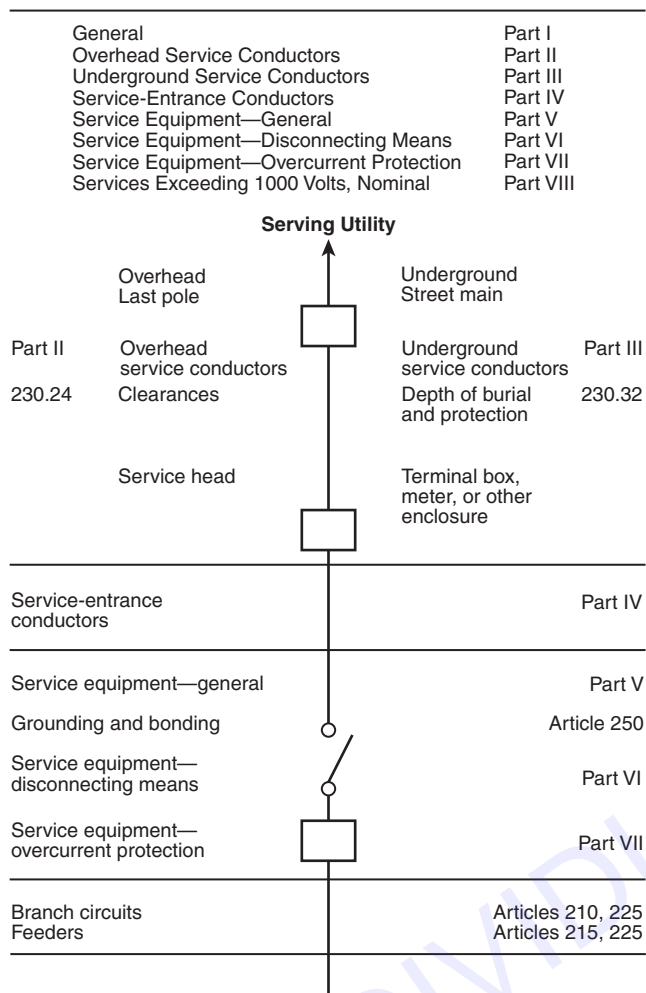 General Part I
Overhead Service Conductors Part II
Underground Service Conductors Part III
Service-Entrance Conductors Part IV
Service Equipment—General Part V
Service Equipment—Disconnecting Means Part VI
Service Equipment—Overcurrent Protection Part VII
Services Exceeding 1000 Volts, Nominal Part VIII
Serving Utility
Overhead
Last pole
Underground
Street main
Part II
Overhead
service conductors
Underground
service conductors
Part III
230.24
Clearances
Depth of burial
and protection
230.32
Service head
Terminal box,
meter, or other
enclosure
Service-entrance
conductors
Part IV
Service equipment—general Part V
Grounding and bonding Article 250
Service equipment—
disconnecting means
Part VI
Service equipment—
overcurrent protection
Part VII
Branch circuits Articles 210, 225
Feeders Articles 215, 225